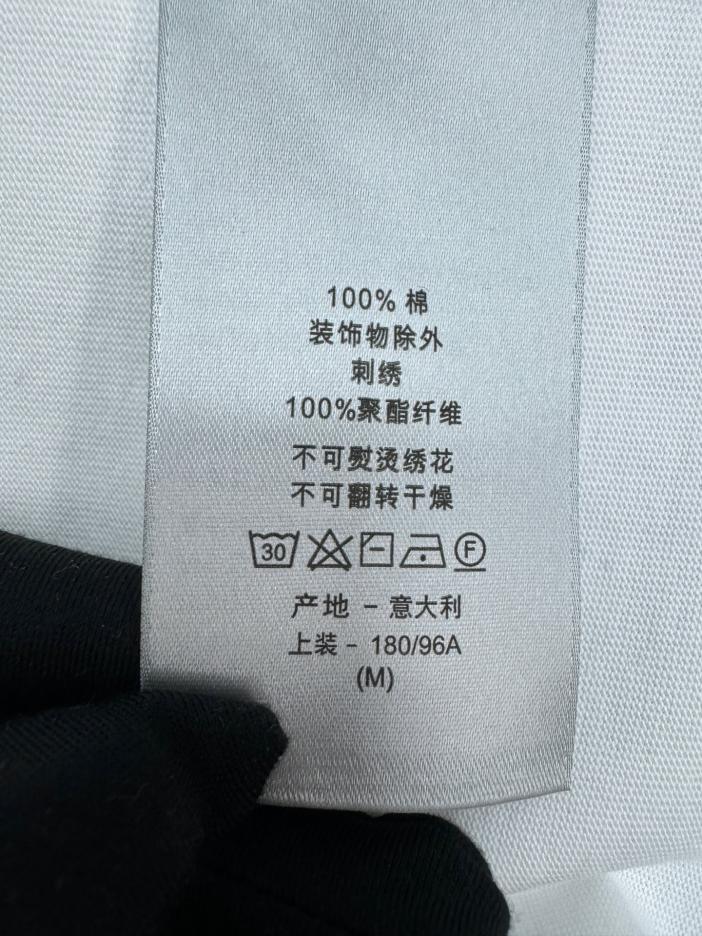 100% 棉
装饰物除外
刺绣
100%聚酯纤维
不可熨烫绣花
不可翻转干燥
30 F
产地 - 意大利
上装 - 180/96A
(M)